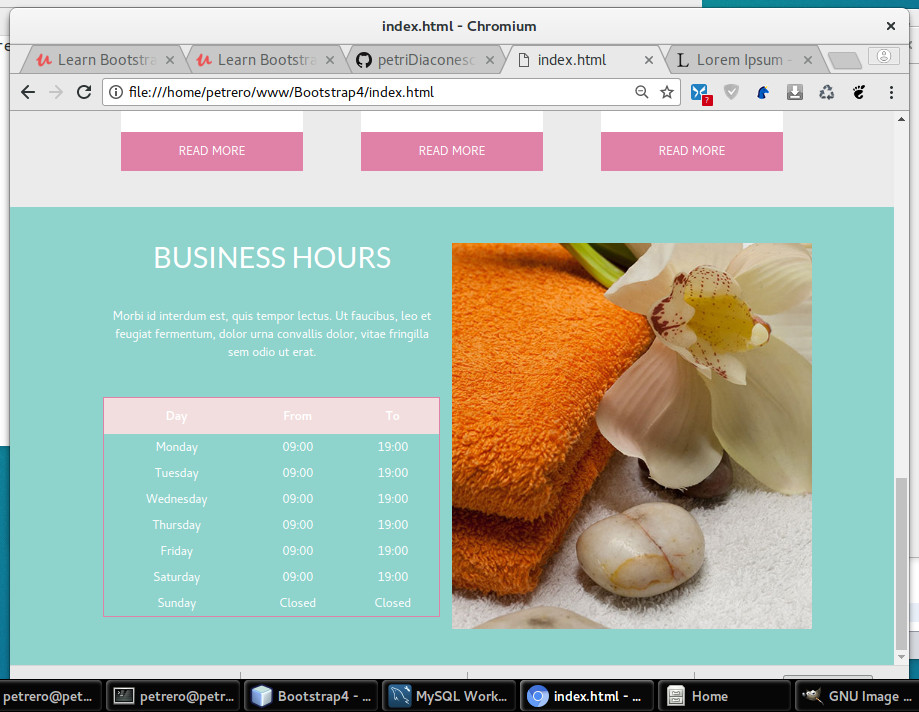 index.html - Chromium
Learn Bootstra
Learn Bootstra
petriDiaconesc
index.html
Lorem Ipsum -
file:///home/petrero/www/Bootstrap4/index.html
READ MORE
READ MORE
READ MORE
BUSINESS HOURS
Morbi id interdum est, quis tempor lectus. Ut faucibus, leo et
feugiat fermentum, dolor urna convallis dolor, vitae fringilla
sem odio ut erat.
Day From To
Monday 09:00 19:00
Tuesday 09:00 19:00
Wednesday 09:00 19:00
Thursday 09:00 19:00
Friday 09:00 19:00
Saturday 09:00 19:00
Sunday Closed Closed
petrero@pet...
petrero@petr...
Bootstrap4 - ...
MySQL Work...
index.html - ...
Home
GNU Image ...